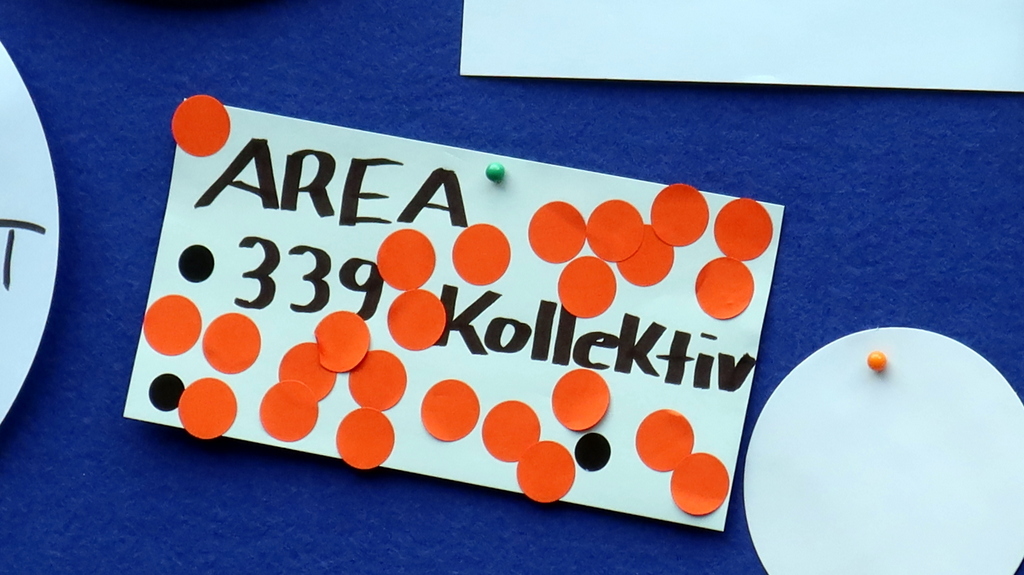 AREA
339 Kollektiv
T